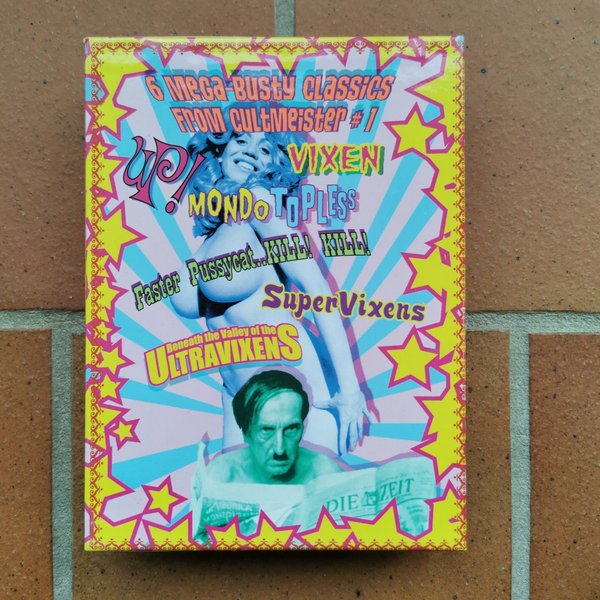 6 MEGA-BUSTY CLASSICS
FROM CULTMEISTER #1
UP!
VIXEN
MONDO TOPLESS
Faster Pussycat...KILL! KILL!
SuperVixens
Beneath the Valley of the
ULTRAVIXENS
DIE ZEIT